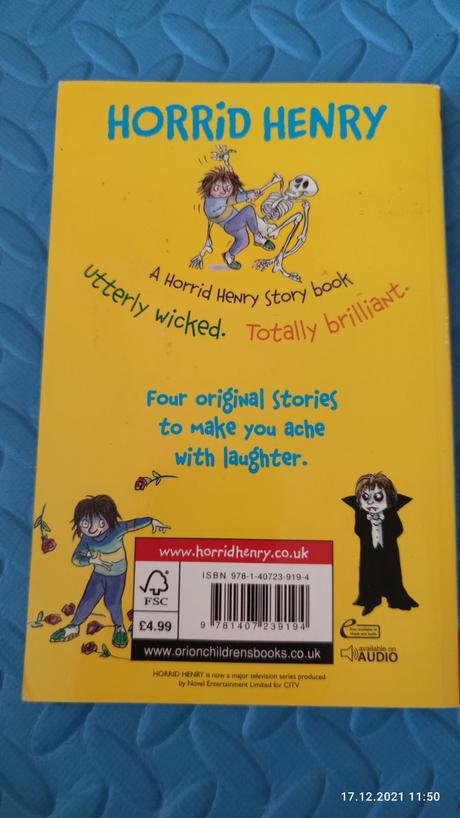 HORRiD HENRY
A Horrid Henry Story book
utterly wicked. Totally brilliant.
Four original Stories
to make you ache
with laughter.
www.horridhenry.co.uk
FSC
ISBN 978-1-40723-919-4
£4.99
9 781407 239194
www.orionchildrensbooks.co.uk
available on
AUDIO
HORRID HENRY is now a major television series produced
by Novel Entertainment Limited for CiTV
17.12.2021 11:50